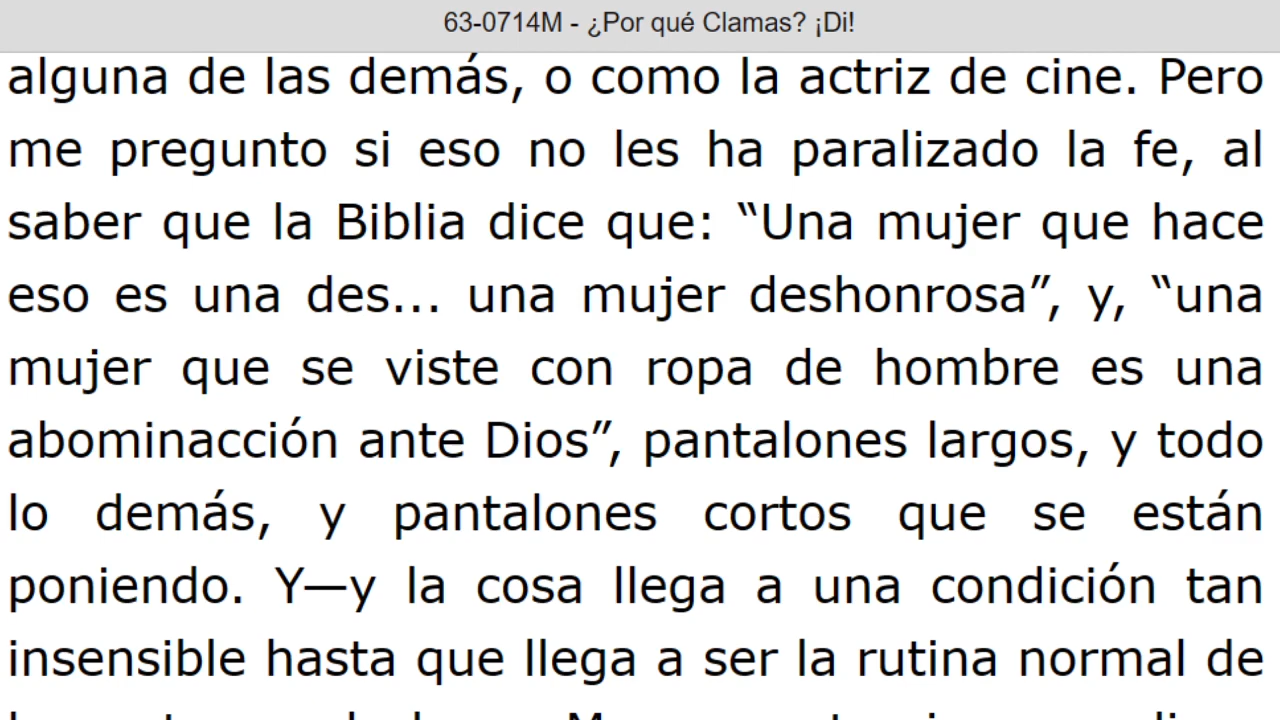 63-0714M - ¿Por qué Clamas? ¡Di!
alguna de las demás, o como la actriz de cine. Pero
me pregunto si eso no les ha paralizado la fe, al
saber que la Biblia dice que: “Una mujer que hace
eso es una des... una mujer deshonrosa”, y, “una
mujer que se viste con ropa de hombre es una
abominacción ante Dios”, pantalones largos, y todo
lo demás, y pantalones cortos que se están
poniendo. Y—y la cosa llega a una condición tan
insensible hasta que llega a ser la rutina normal de